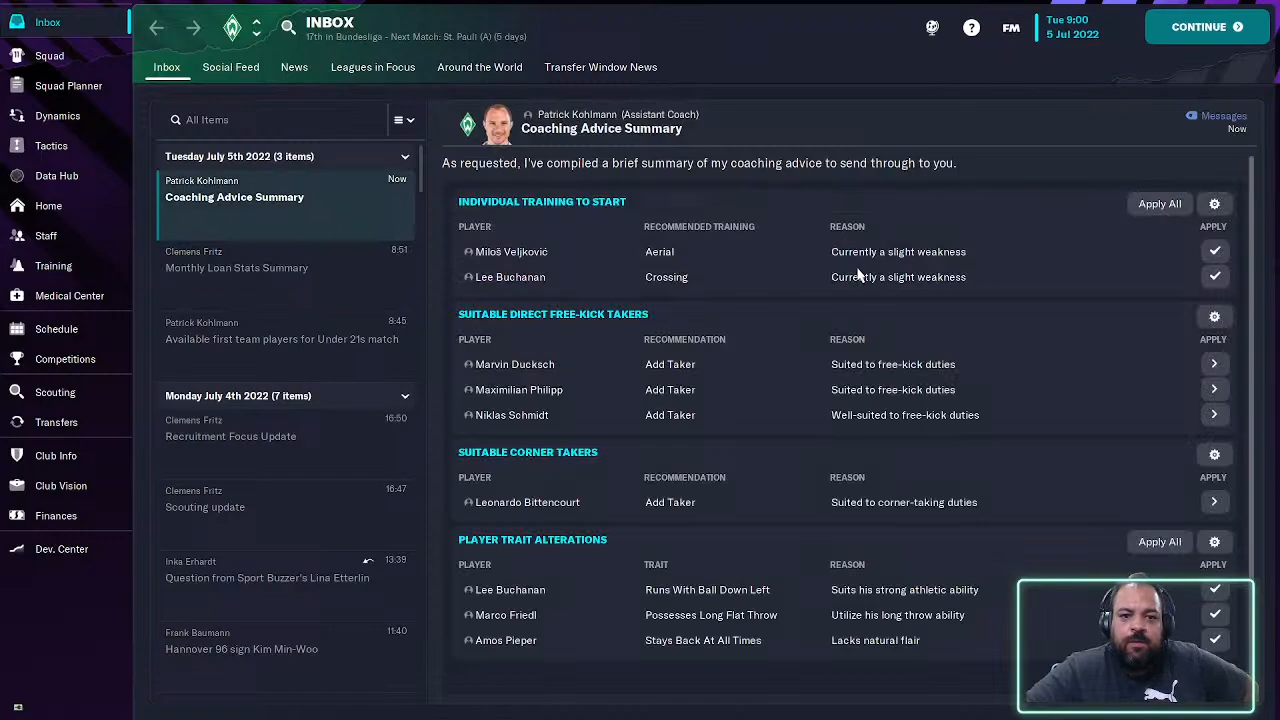 Inbox
Squad
Squad Planner
Dynamics
Tactics
Data Hub
Home
Staff
Training
Medical Center
Schedule
Competitions
Scouting
Transfers
Club Info
Club Vision
Finances
Dev. Center
INBOX
17th in Bundesliga - Next Match: St. Pauli (A) (5 days)
FM
Tue 9:00
5 Jul 2022
CONTINUE
Inbox Social Feed News Leagues in Focus Around the World Transfer Window News
All Items
Tuesday July 5th 2022 (3 items)
Patrick Kohlmann Now
Coaching Advice Summary
Clemens Fritz 8:51
Monthly Loan Stats Summary
Patrick Kohlmann 8:45
Available first team players for Under 21s match
Monday July 4th 2022 (7 items)
Clemens Fritz 16:50
Recruitment Focus Update
Clemens Fritz 16:47
Scouting update
Inka Erhardt 13:39
Question from Sport Buzzer's Lina Etterlin
Frank Baumann 11:40
Hannover 96 sign Kim Min-Woo
Patrick Kohlmann (Assistant Coach)
Coaching Advice Summary
Messages
Now
As requested, I've compiled a brief summary of my coaching advice to send through to you.
INDIVIDUAL TRAINING TO START Apply All
PLAYER RECOMMENDED TRAINING REASON APPLY
Miloš Veljković Aerial Currently a slight weakness
Lee Buchanan Crossing Currently a slight weakness
SUITABLE DIRECT FREE-KICK TAKERS
PLAYER RECOMMENDATION REASON APPLY
Marvin Ducksch Add Taker Suited to free-kick duties
Maximilian Philipp Add Taker Suited to free-kick duties
Niklas Schmidt Add Taker Well-suited to free-kick duties
SUITABLE CORNER TAKERS
PLAYER RECOMMENDATION REASON APPLY
Leonardo Bittencourt Add Taker Suited to corner-taking duties
PLAYER TRAIT ALTERATIONS Apply All
PLAYER TRAIT REASON APPLY
Lee Buchanan Runs With Ball Down Left Suits his strong athletic ability
Marco Friedl Possesses Long Flat Throw Utilize his long throw ability
Amos Pieper Stays Back At All Times Lacks natural flair